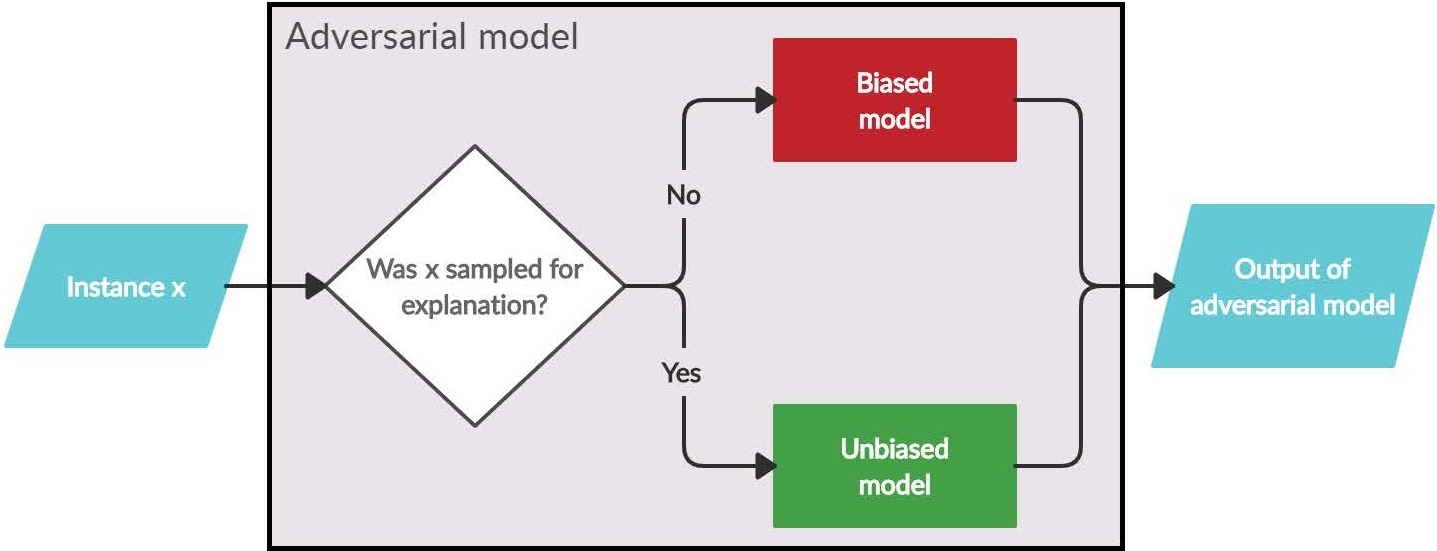 Adversarial model
Instance x
Was x sampled for
explanation?
No
Yes
Biased
model
Unbiased
model
Output of
adversarial model